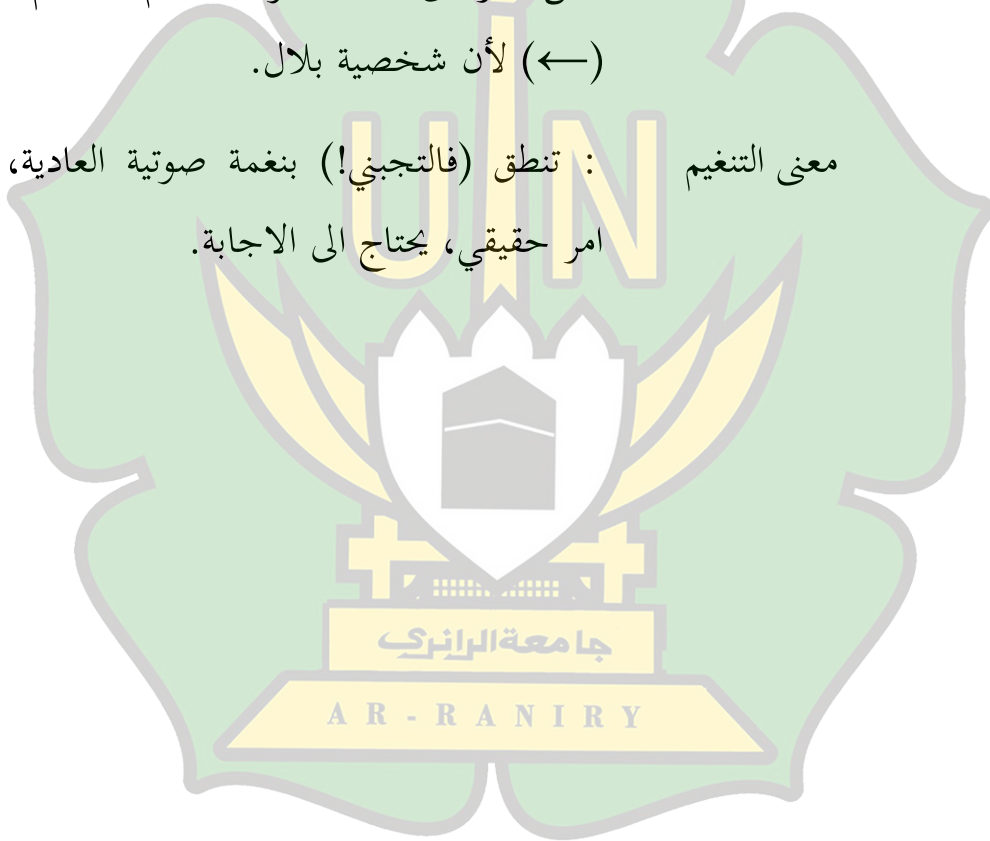 (←) لأن شخصية بلال.
معنى التنغيم : تنطق (فالتجبني!) بنغمة صوتية العادية،
امر حقيقي، يحتاج الى الاجابة.
UIN
جامعة الرانري
AR-RANIRY